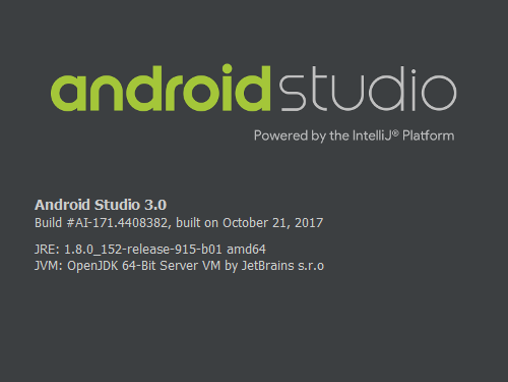 androidstudio
Powered by the IntelliJ® Platform
Android Studio 3.0
Build #AI-171.4408382, built on October 21, 2017
JRE: 1.8.0_152-release-915-b01 amd64
JVM: OpenJDK 64-Bit Server VM by JetBrains s.r.o